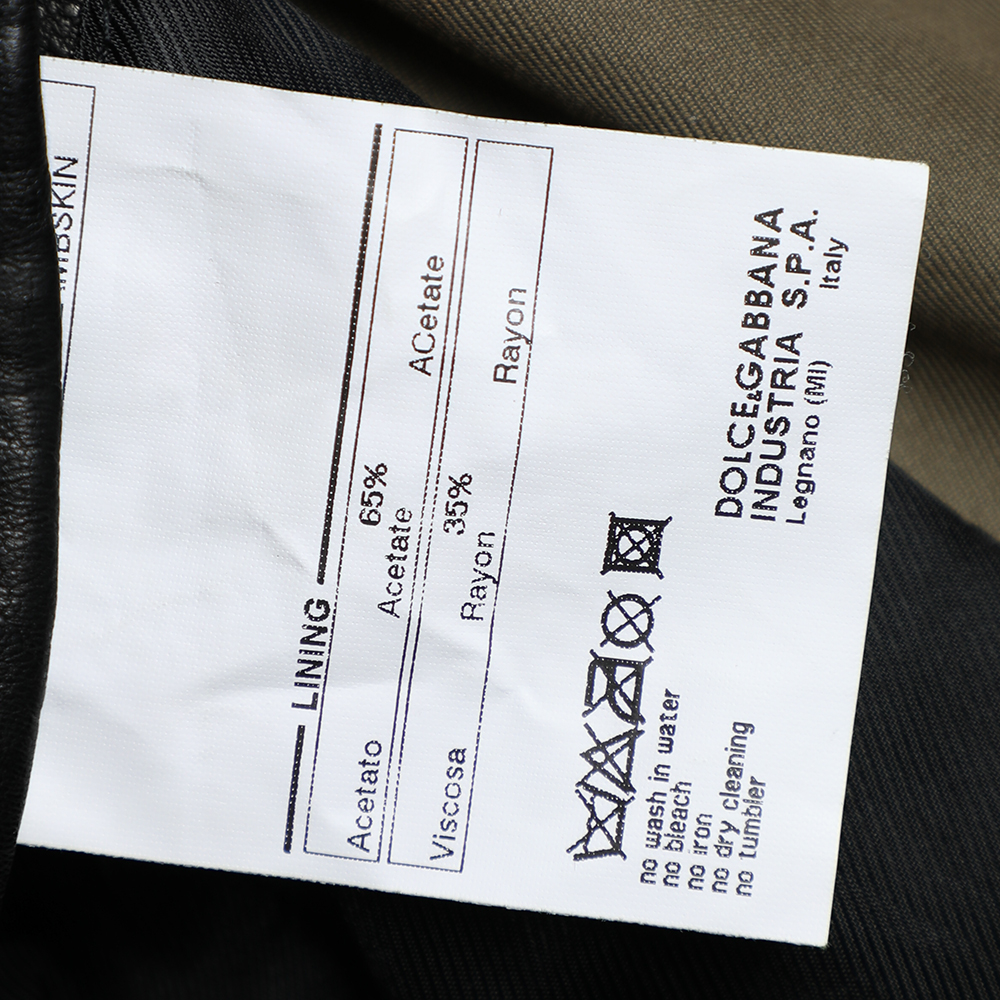 MBSKIN
LINING
65%
Acetato Acetate ACetate
35%
Viscosa Rayon Rayon
no wash in water
no bleach
no iron
no dry cleaning
no tumbler
DOLCE&GABBANA
INDUSTRIA S.P.A.
Legnano (MI) Italy